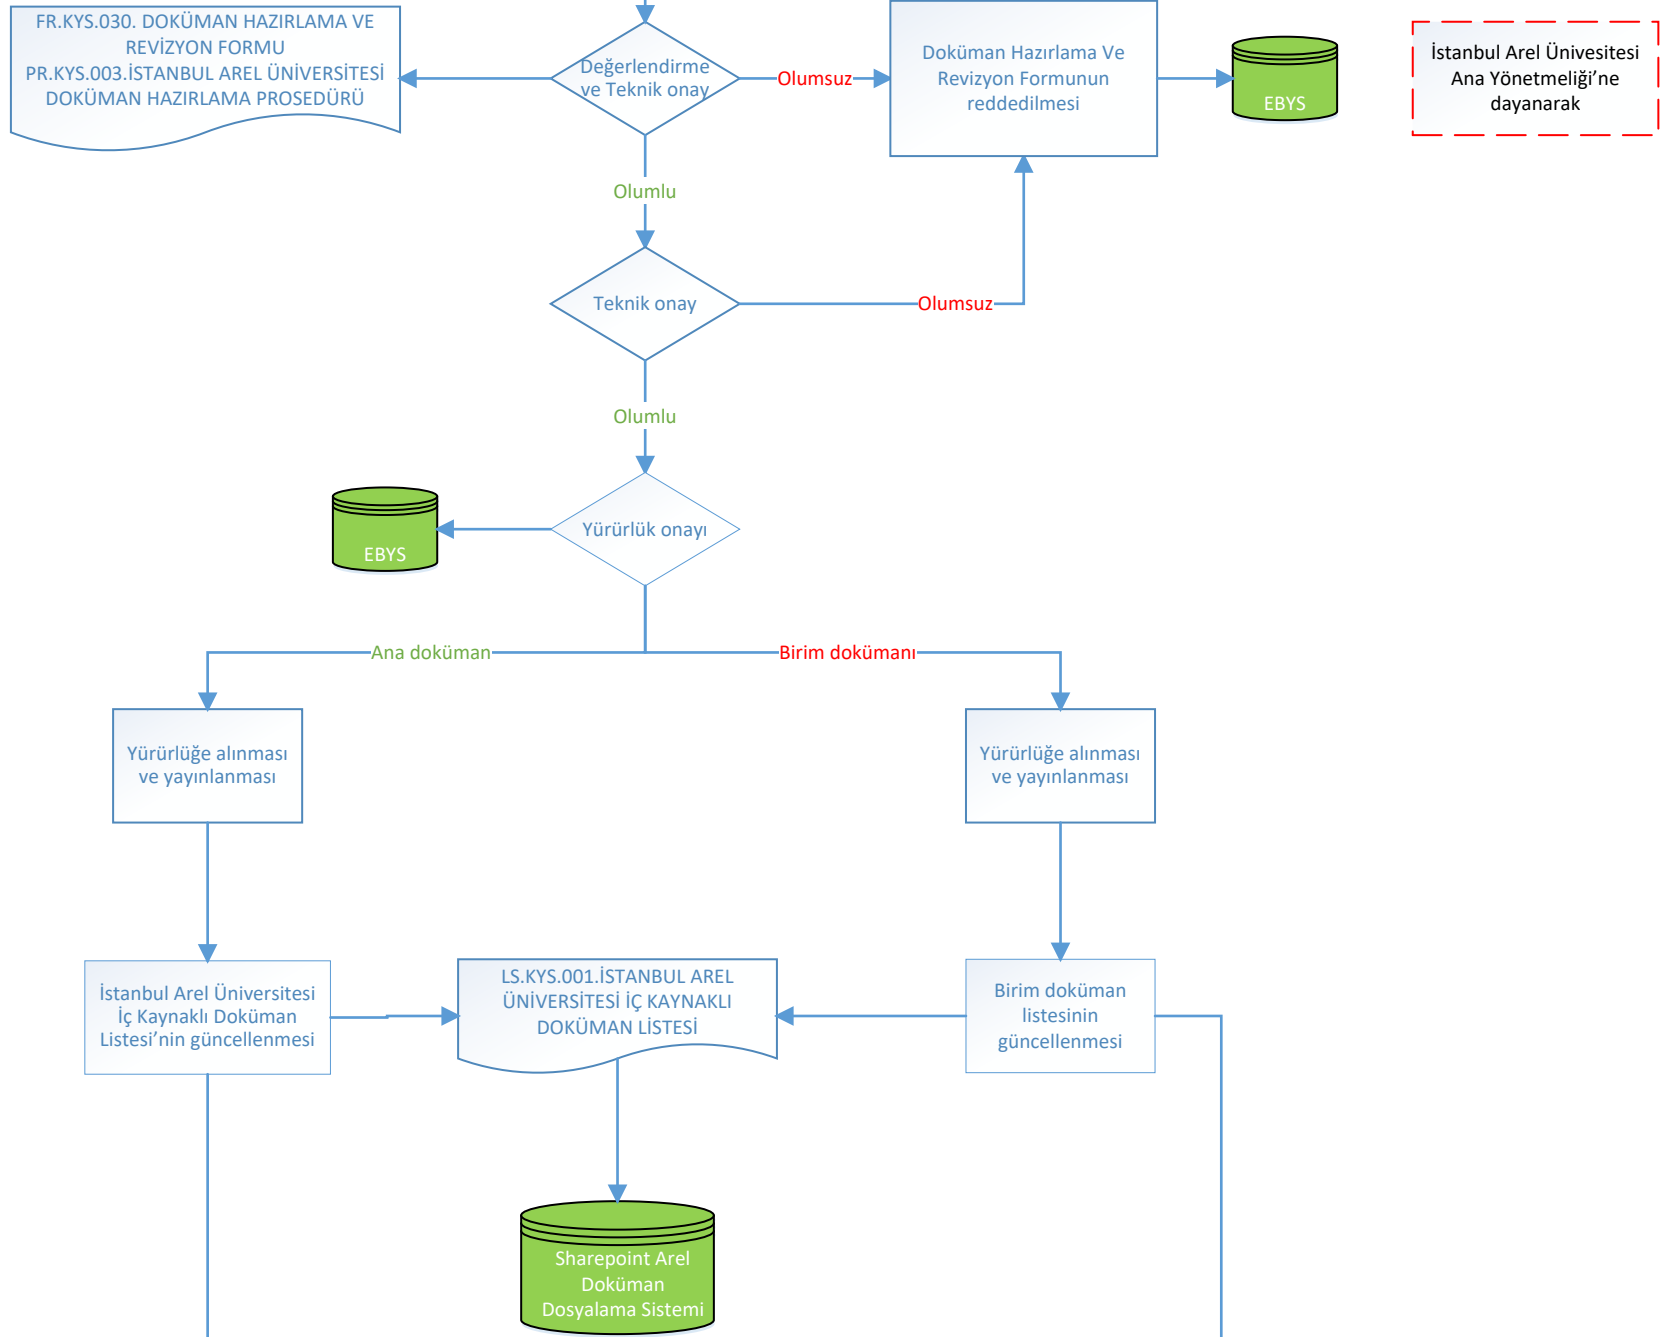 FR.KYS.030. DOKÜMAN HAZIRLAMA VE
REVİZYON FORMU
PR.KYS.003.İSTANBUL AREL ÜNİVERSİTESİ
DOKÜMAN HAZIRLAMA PROSEDÜRÜ
Değerlendirme
ve Teknik onay
Olumsuz
Doküman Hazırlama Ve
Revizyon Formunun
reddedilmesi
EBYS
İstanbul Arel Ünivesitesi
Ana Yönetmeliği’ne
dayanarak
Olumlu
Teknik onay
Olumsuz
Olumlu
Yürürlük onayı
EBYS
Ana doküman
Birim dokümanı
Yürürlüğe alınması
ve yayınlanması
Yürürlüğe alınması
ve yayınlanması
İstanbul Arel Üniversitesi
İç Kaynaklı Doküman
Listesi’nin güncellenmesi
LS.KYS.001.İSTANBUL AREL
ÜNİVERSİTESİ İÇ KAYNAKLI
DOKÜMAN LİSTESİ
Birim doküman
listesinin
güncellenmesi
Sharepoint Arel
Doküman
Dosyalama Sistemi